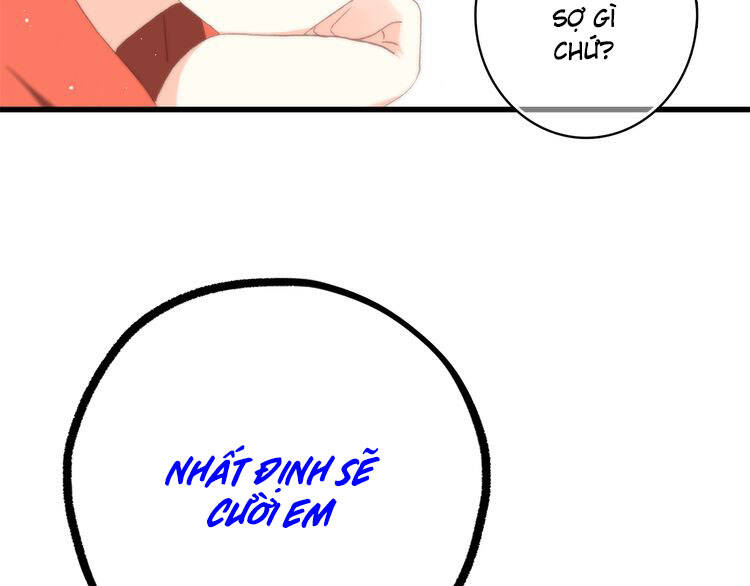 SỢ GÌ
CHỨ?
NHẤT ĐỊNH SẼ
CƯỜI EM